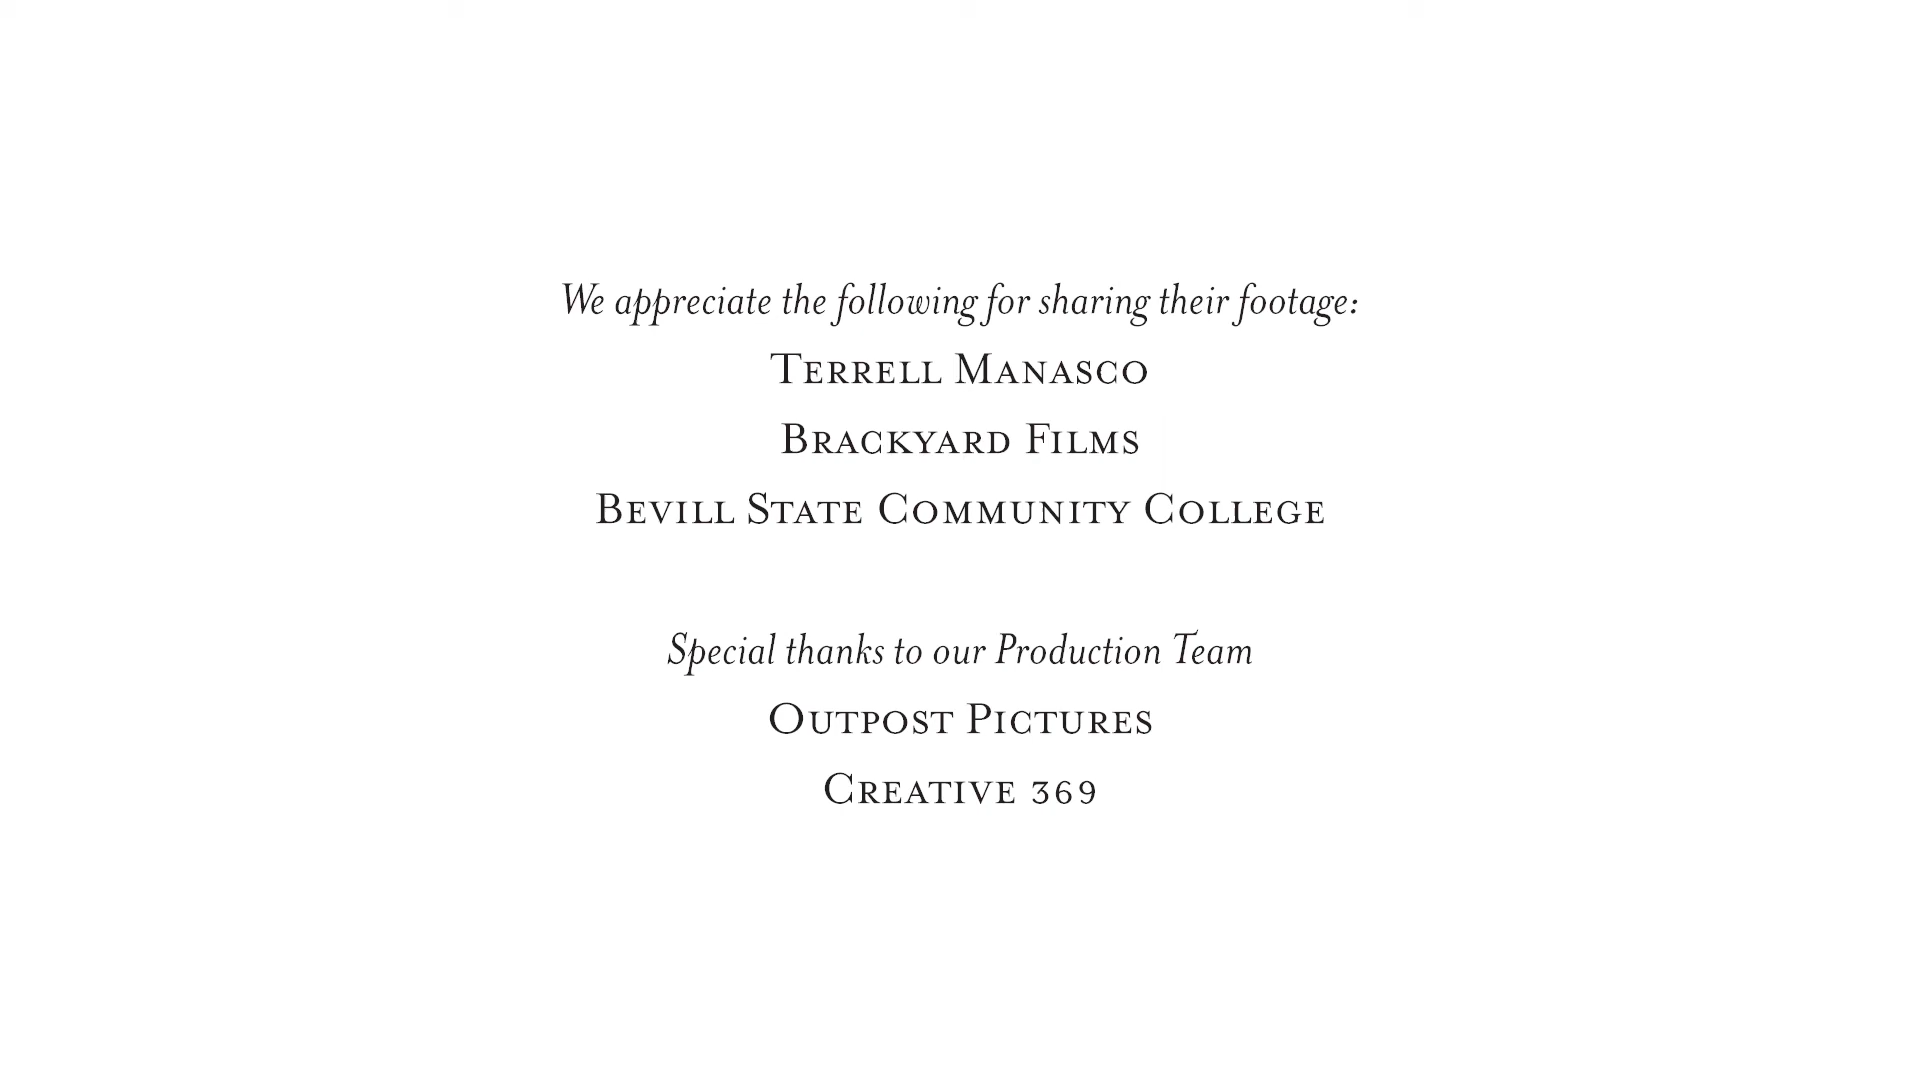 We appreciate the following for sharing their footage:
Terrell Manasco
Brackyard Films
Bevill State Community College
Special thanks to our Production Team
Outpost Pictures
Creative 369